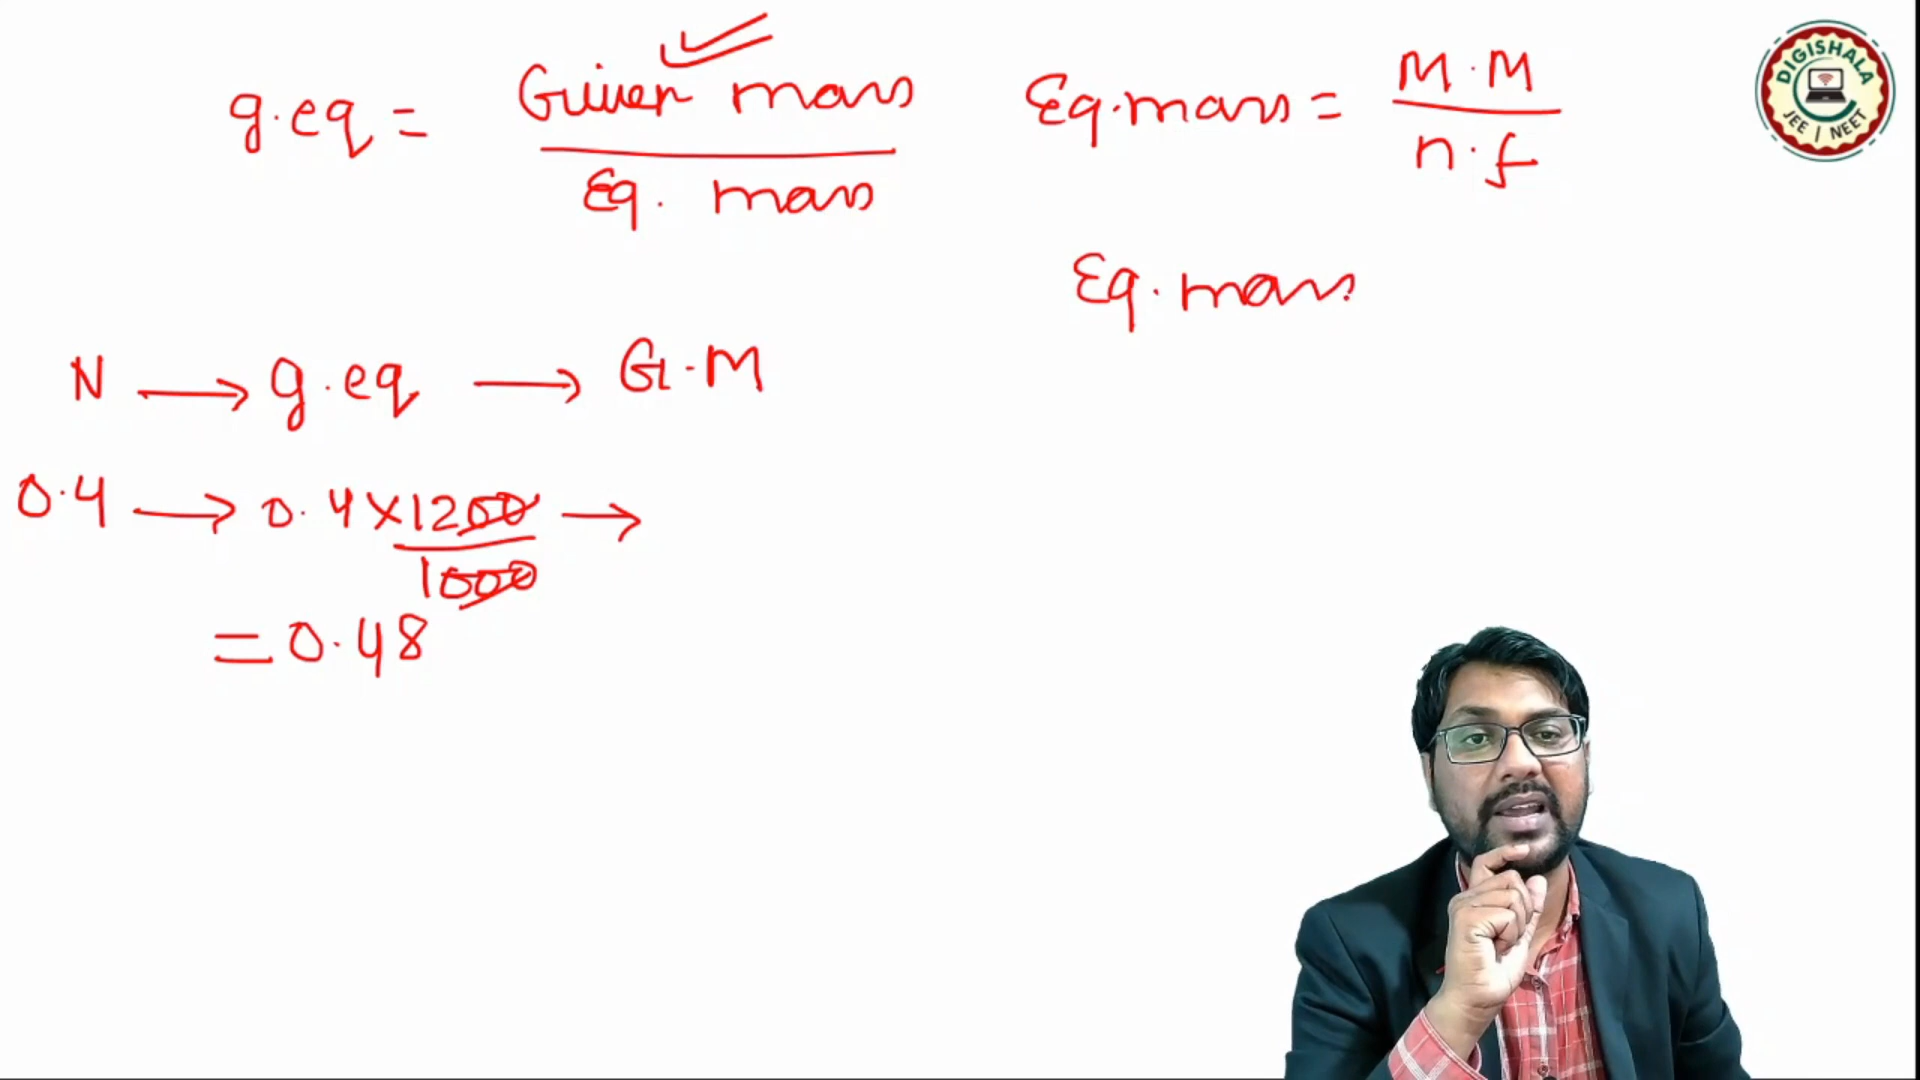 g.eq = Given mass / Eq. mass
Eq. mass = M.M / n.f
Eq. mass
N → g.eq → G.M
0.4 → 0.4 × 1200 / 1000 →
= 0.48
DIGISHALA
JEE | NEET